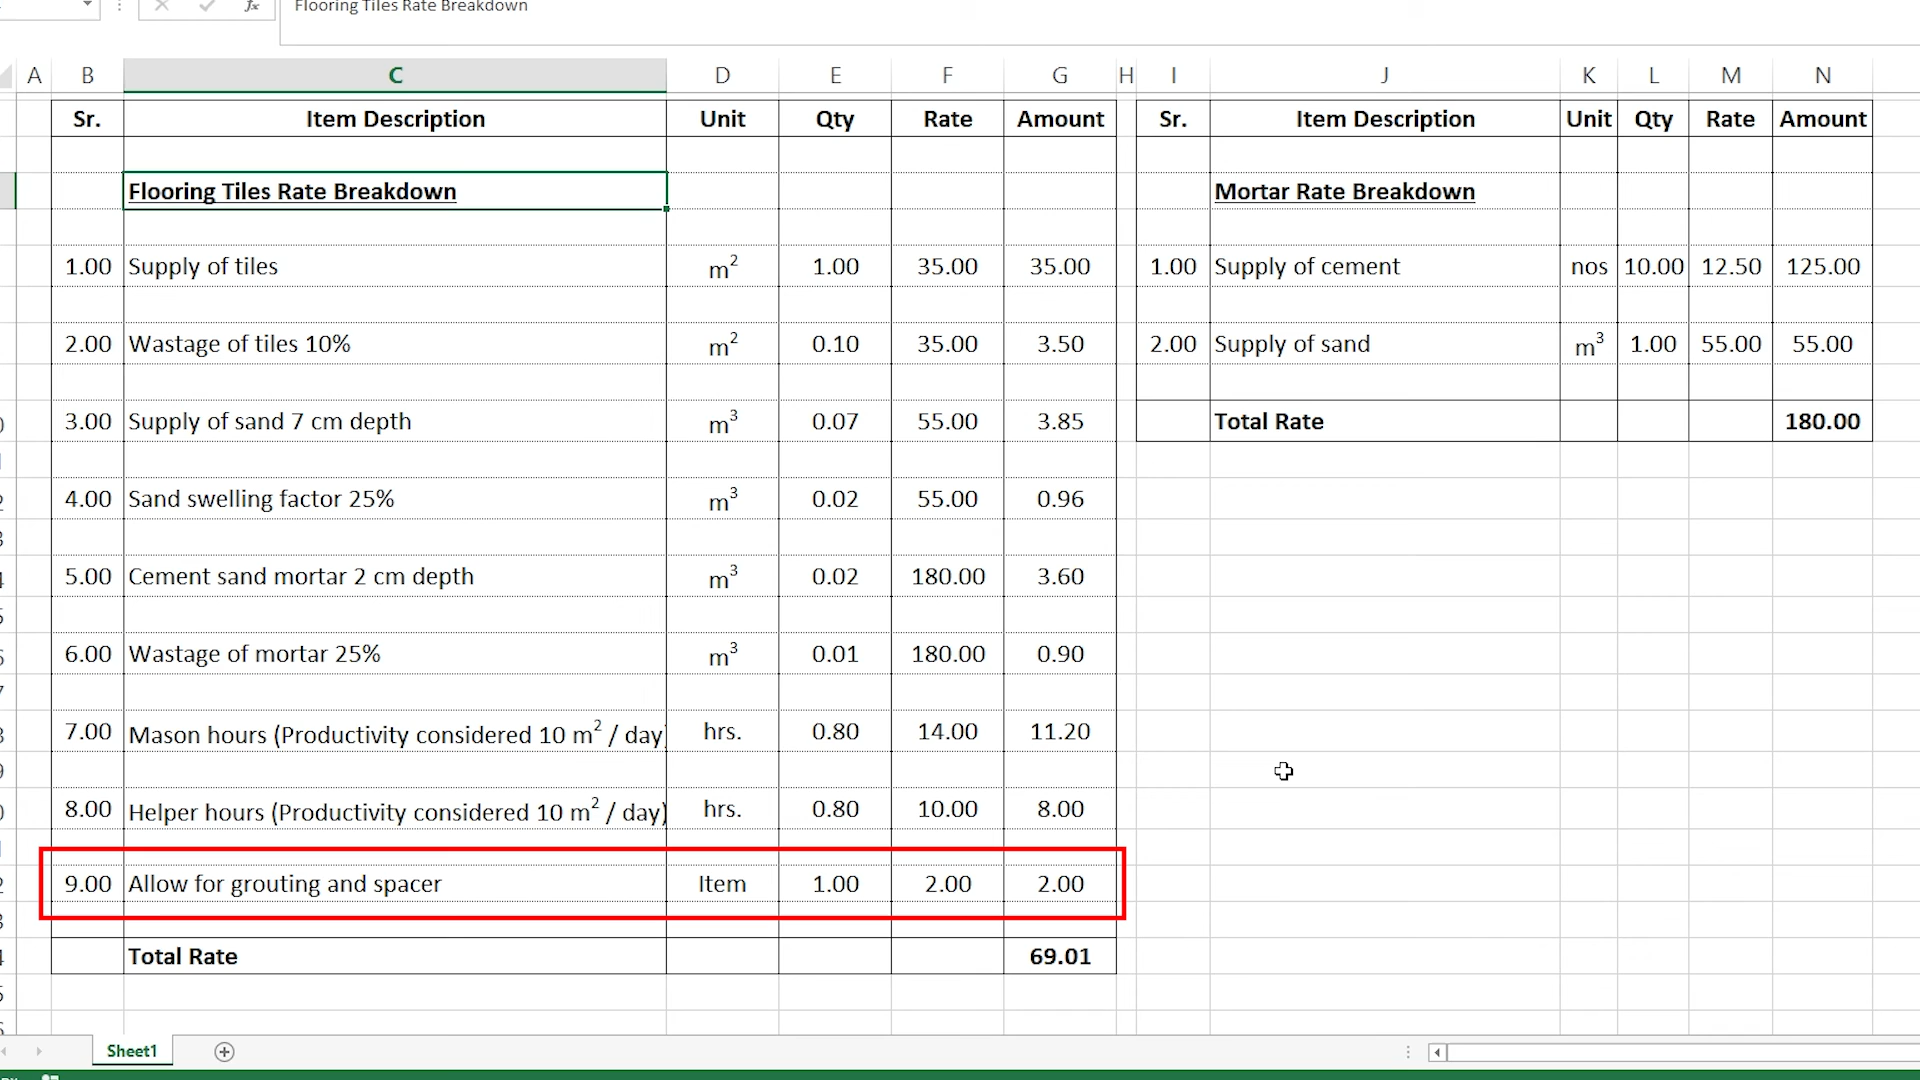 fx Flooring Tiles Rate Breakdown
A B C D E F G H I J K L M N
Sr. Item Description Unit Qty Rate Amount Sr. Item Description Unit Qty Rate Amount
Flooring Tiles Rate Breakdown Mortar Rate Breakdown
1.00 Supply of tiles m² 1.00 35.00 35.00 1.00 Supply of cement nos 10.00 12.50 125.00
2.00 Wastage of tiles 10% m² 0.10 35.00 3.50 2.00 Supply of sand m³ 1.00 55.00 55.00
3.00 Supply of sand 7 cm depth m³ 0.07 55.00 3.85 Total Rate 180.00
4.00 Sand swelling factor 25% m³ 0.02 55.00 0.96
5.00 Cement sand mortar 2 cm depth m³ 0.02 180.00 3.60
6.00 Wastage of mortar 25% m³ 0.01 180.00 0.90
7.00 Mason hours (Productivity considered 10 m² / day) hrs. 0.80 14.00 11.20
8.00 Helper hours (Productivity considered 10 m² / day) hrs. 0.80 10.00 8.00
9.00 Allow for grouting and spacer Item 1.00 2.00 2.00
Total Rate 69.01
Sheet1